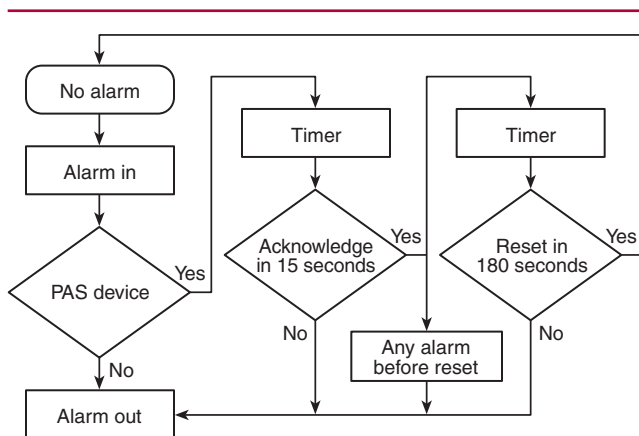 No alarm
Alarm in
PAS device
Yes
No
Alarm out
Timer
Acknowledge
in 15 seconds
Yes
No
Any alarm
before reset
Timer
Reset in
180 seconds
Yes
No